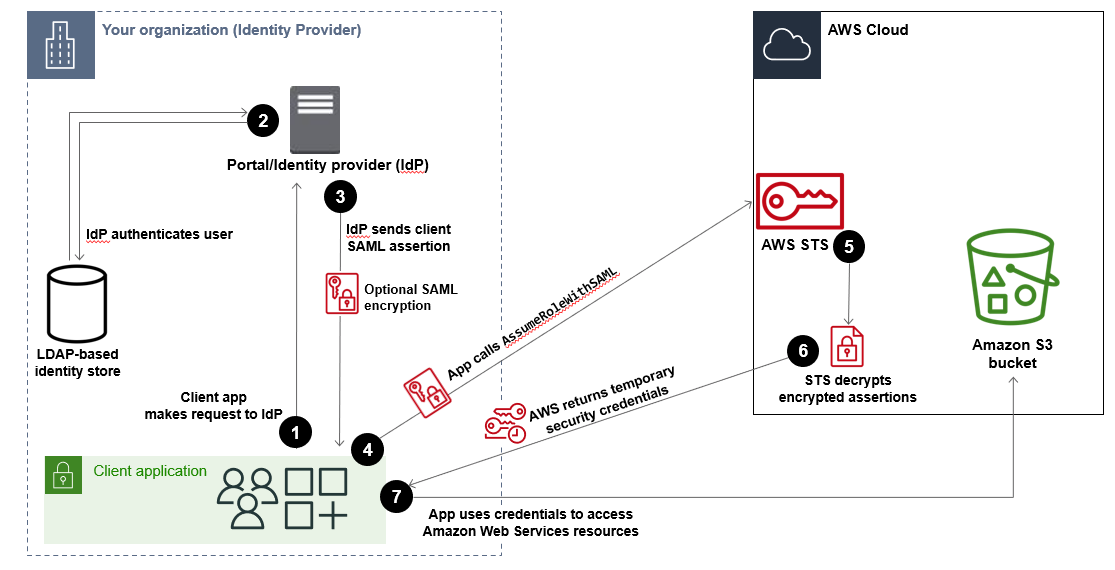 Your organization (Identity Provider)
AWS Cloud
2
Portal/Identity provider (IdP)
3
IdP authenticates user
IdP sends client
SAML assertion
Optional SAML
encryption
LDAP-based
identity store
Client app
makes request to IdP
1
4
App calls AssumeRoleWithSAML
AWS STS
5
6
STS decrypts
encrypted assertions
Amazon S3
bucket
AWS returns temporary
security credentials
Client application
7
App uses credentials to access
Amazon Web Services resources